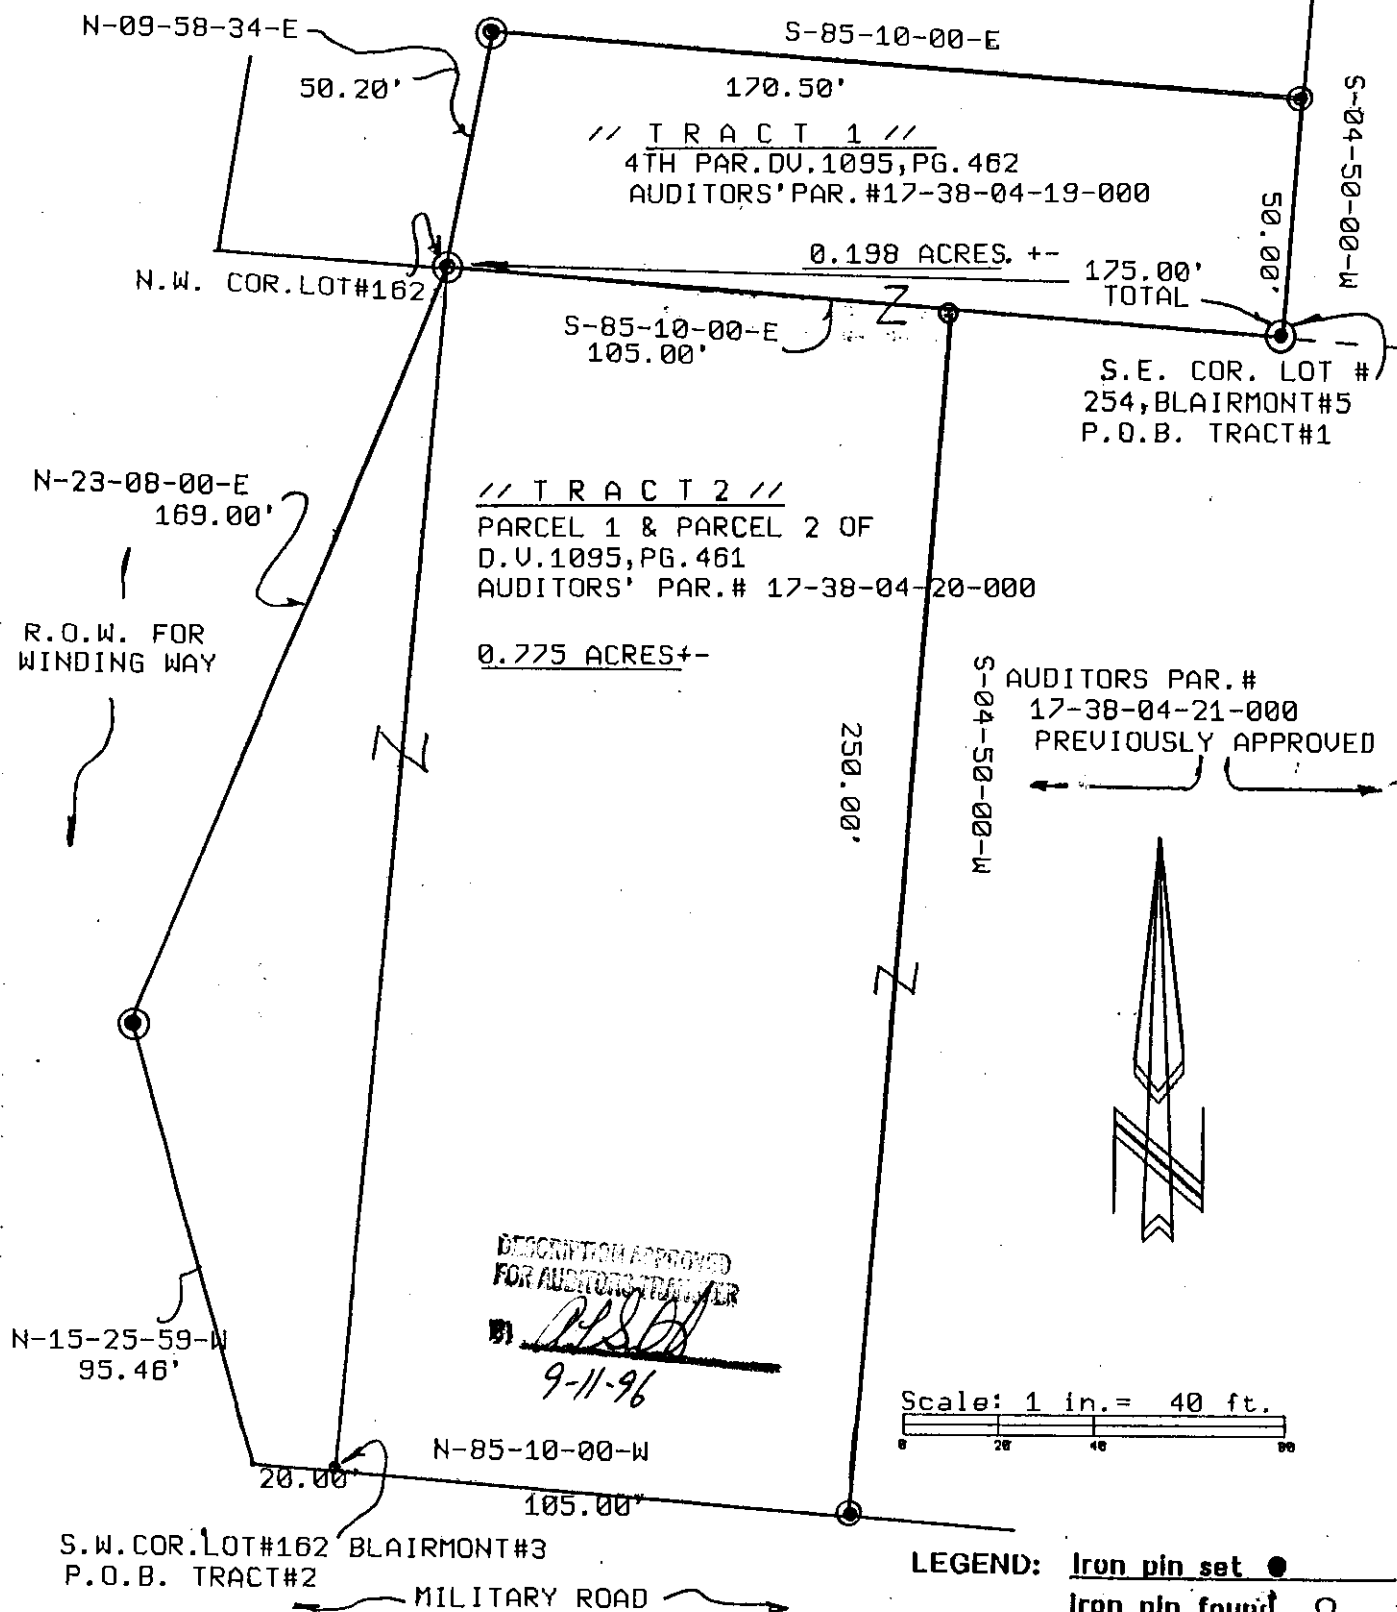 N-09-58-34-E
50.20'
S-85-10-00-E
170.50'
// T R A C T 1 //
4TH PAR.DV.1095,PG.462
AUDITORS'PAR.#17-38-04-19-000
0.198 ACRES. +-
S-04-50-00-W
50.00'
175.00'
TOTAL
N.W. COR.LOT#162
S-85-10-00-E
105.00'
Z
S.E. COR. LOT #
254,BLAIRMONT#5
P.O.B. TRACT#1
N-23-08-00-E
169.00'
// T R A C T 2 //
PARCEL 1 & PARCEL 2 OF
D.V.1095,PG.461
AUDITORS' PAR.# 17-38-04-20-000
0.775 ACRES+-
R.O.W. FOR
WINDING WAY
Z
250.00'
S-04-50-00-W
AUDITORS PAR.#
17-38-04-21-000
PREVIOUSLY APPROVED
Z
N
DESCRIPTION APPROVED
FOR AUDITORS TRANSFER
BY
9-11-96
N-15-25-59-W
95.46'
Scale: 1 in.= 40 ft.
0 20 40 80
N-85-10-00-W
20.00'
105.00'
S.W.COR.LOT#162 BLAIRMONT#3
P.O.B. TRACT#2
MILITARY ROAD
LEGEND: Iron pin set
Iron pin found